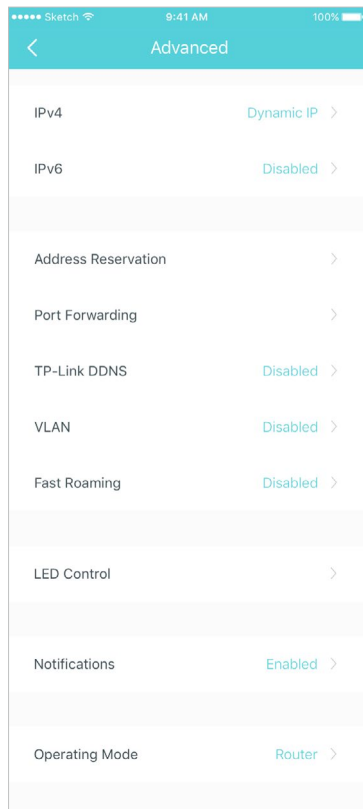 Sketch 9:41 AM 100%
Advanced
IPv4 Dynamic IP
IPv6 Disabled
Address Reservation
Port Forwarding
TP-Link DDNS Disabled
VLAN Disabled
Fast Roaming Disabled
LED Control
Notifications Enabled
Operating Mode Router